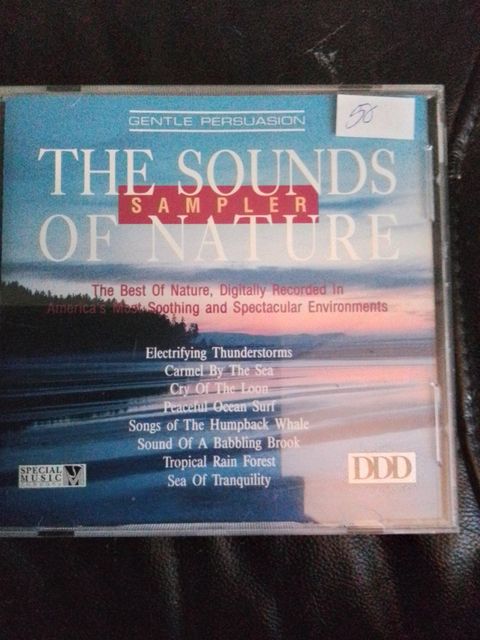 GENTLE PERSUASION
50
THE SOUNDS
SAMPLER
OF NATURE
The Best Of Nature, Digitally Recorded In
America's Most Soothing and Spectacular Environments
Electrifying Thunderstorms
Carmel By The Sea
Cry Of The Loon
Peaceful Ocean Surf
Songs of The Humpback Whale
Sound Of A Babbling Brook
Tropical Rain Forest
Sea Of Tranquility
SPECIAL
MUSIC
DDD